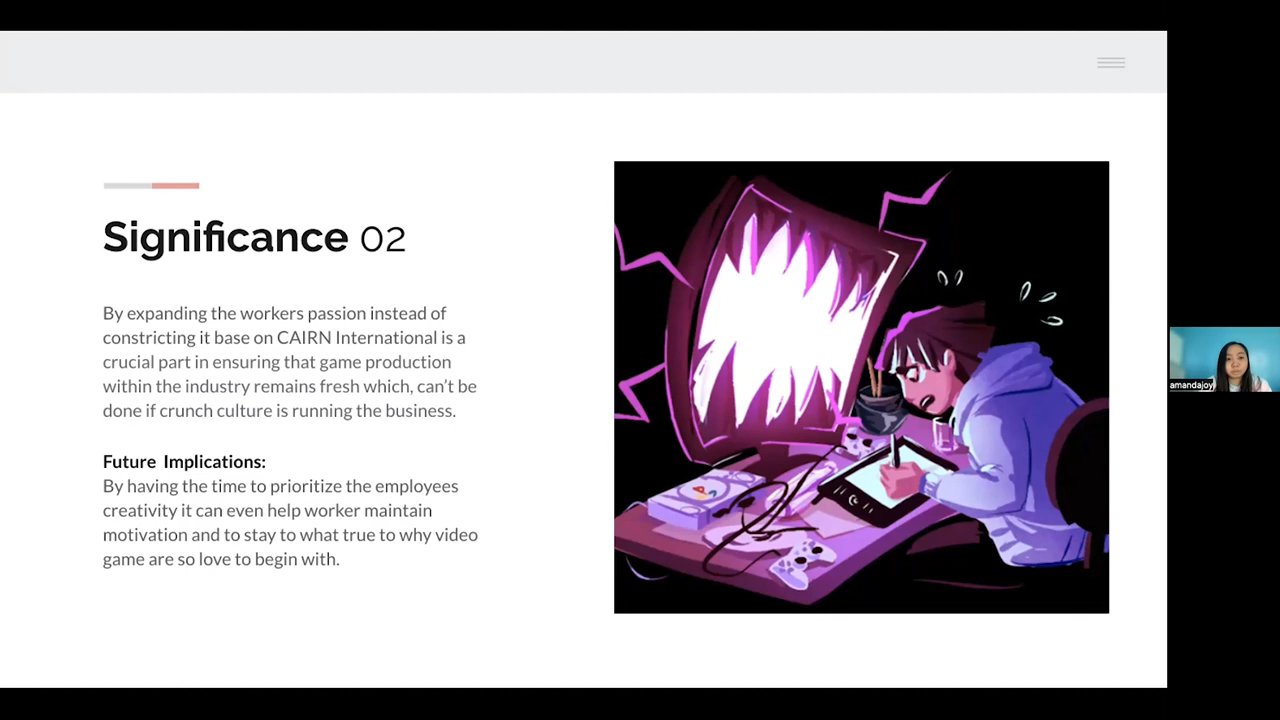 Significance 02
By expanding the workers passion instead of
constricting it base on CAIRN International is a
crucial part in ensuring that game production
within the industry remains fresh which, can’t be
done if crunch culture is running the business.
Future Implications:
By having the time to prioritize the employees
creativity it can even help worker maintain
motivation and to stay to what true to why video
game are so love to begin with.
amandajoy